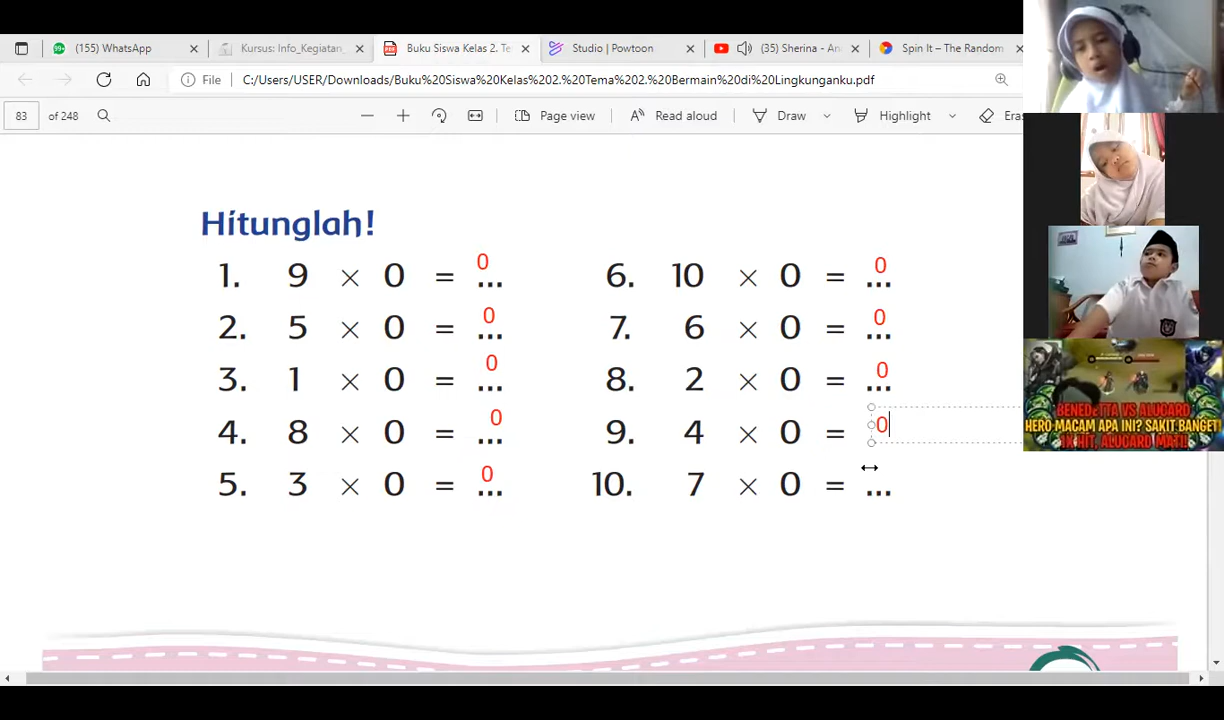 (155) WhatsApp
Kursus: Info_Kegiatan_
Buku Siswa Kelas 2. Te
Studio | Powtoon
(35) Sherina - An
Spin It – The Random
File
C:/Users/USER/Downloads/Buku%20Siswa%20Kelas%202.%20Tema%202.%20Bermain%20di%20Lingkunganku.pdf
83 of 248
Page view
Read aloud
Draw
Highlight
Eras
Hitunglah!
1. 9 × 0 = 0 ...
2. 5 × 0 = 0 ...
3. 1 × 0 = 0 ...
4. 8 × 0 = 0 ...
5. 3 × 0 = 0 ...
6. 10 × 0 = 0 ...
7. 6 × 0 = 0 ...
8. 2 × 0 = 0 ...
9. 4 × 0 = 0
10. 7 × 0 = ...
BENEDETTA VS ALUCARD
HERO MACAM APA INI? SAKIT BANGET!
1X HIT, ALUCARD MATI!